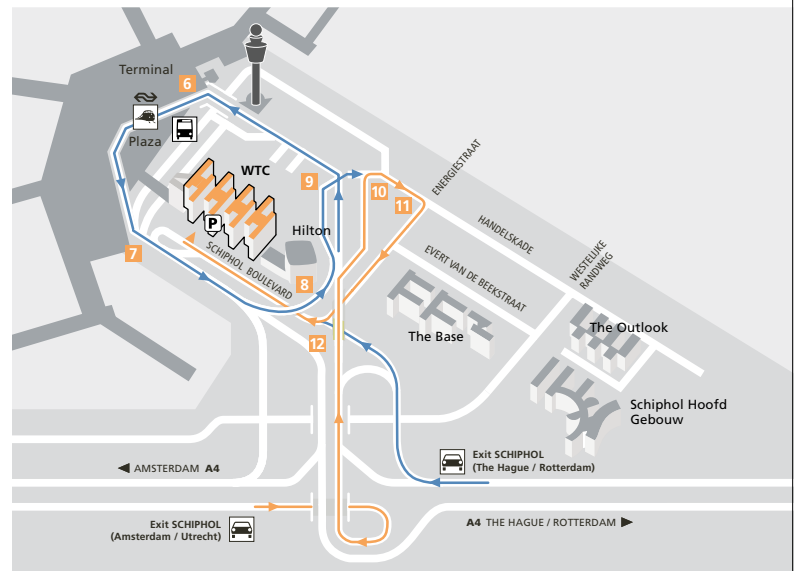 Terminal
6
Plaza
WTC
9
10
11
ENERGIESTRAAT
P
Hilton
HANDELSKADE
7
SCHIPHOL BOULEVARD
8
EVERT VAN DE BEEKSTRAAT
WESTELIJKE
RANDWEG
12
The Base
The Outlook
Schiphol Hoofd
Gebouw
AMSTERDAM A4
Exit SCHIPHOL
(The Hague / Rotterdam)
Exit SCHIPHOL
(Amsterdam / Utrecht)
A4 THE HAGUE / ROTTERDAM